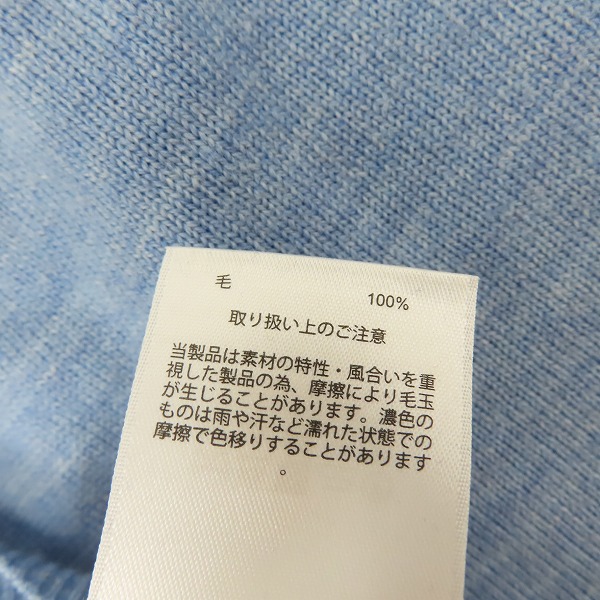 毛 100%
取り扱い上のご注意
当製品は素材の特性・風合いを重
視した製品の為、摩擦により毛玉
が生じることがあります。濃色の
ものは雨や汗など濡れた状態での
摩擦で色移りすることがあります
。